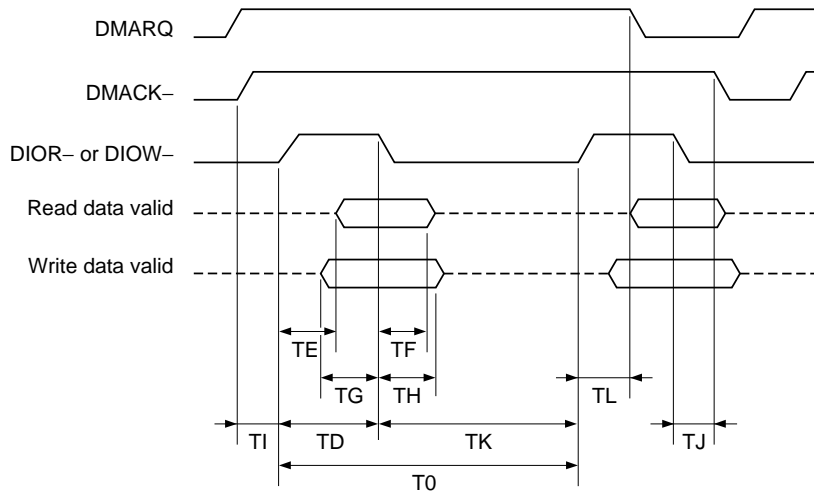 DMARQ
DMACK–
DIOR– or DIOW–
Read data valid
Write data valid
TE TF
TG TH TL
TI TD TK TJ
T0